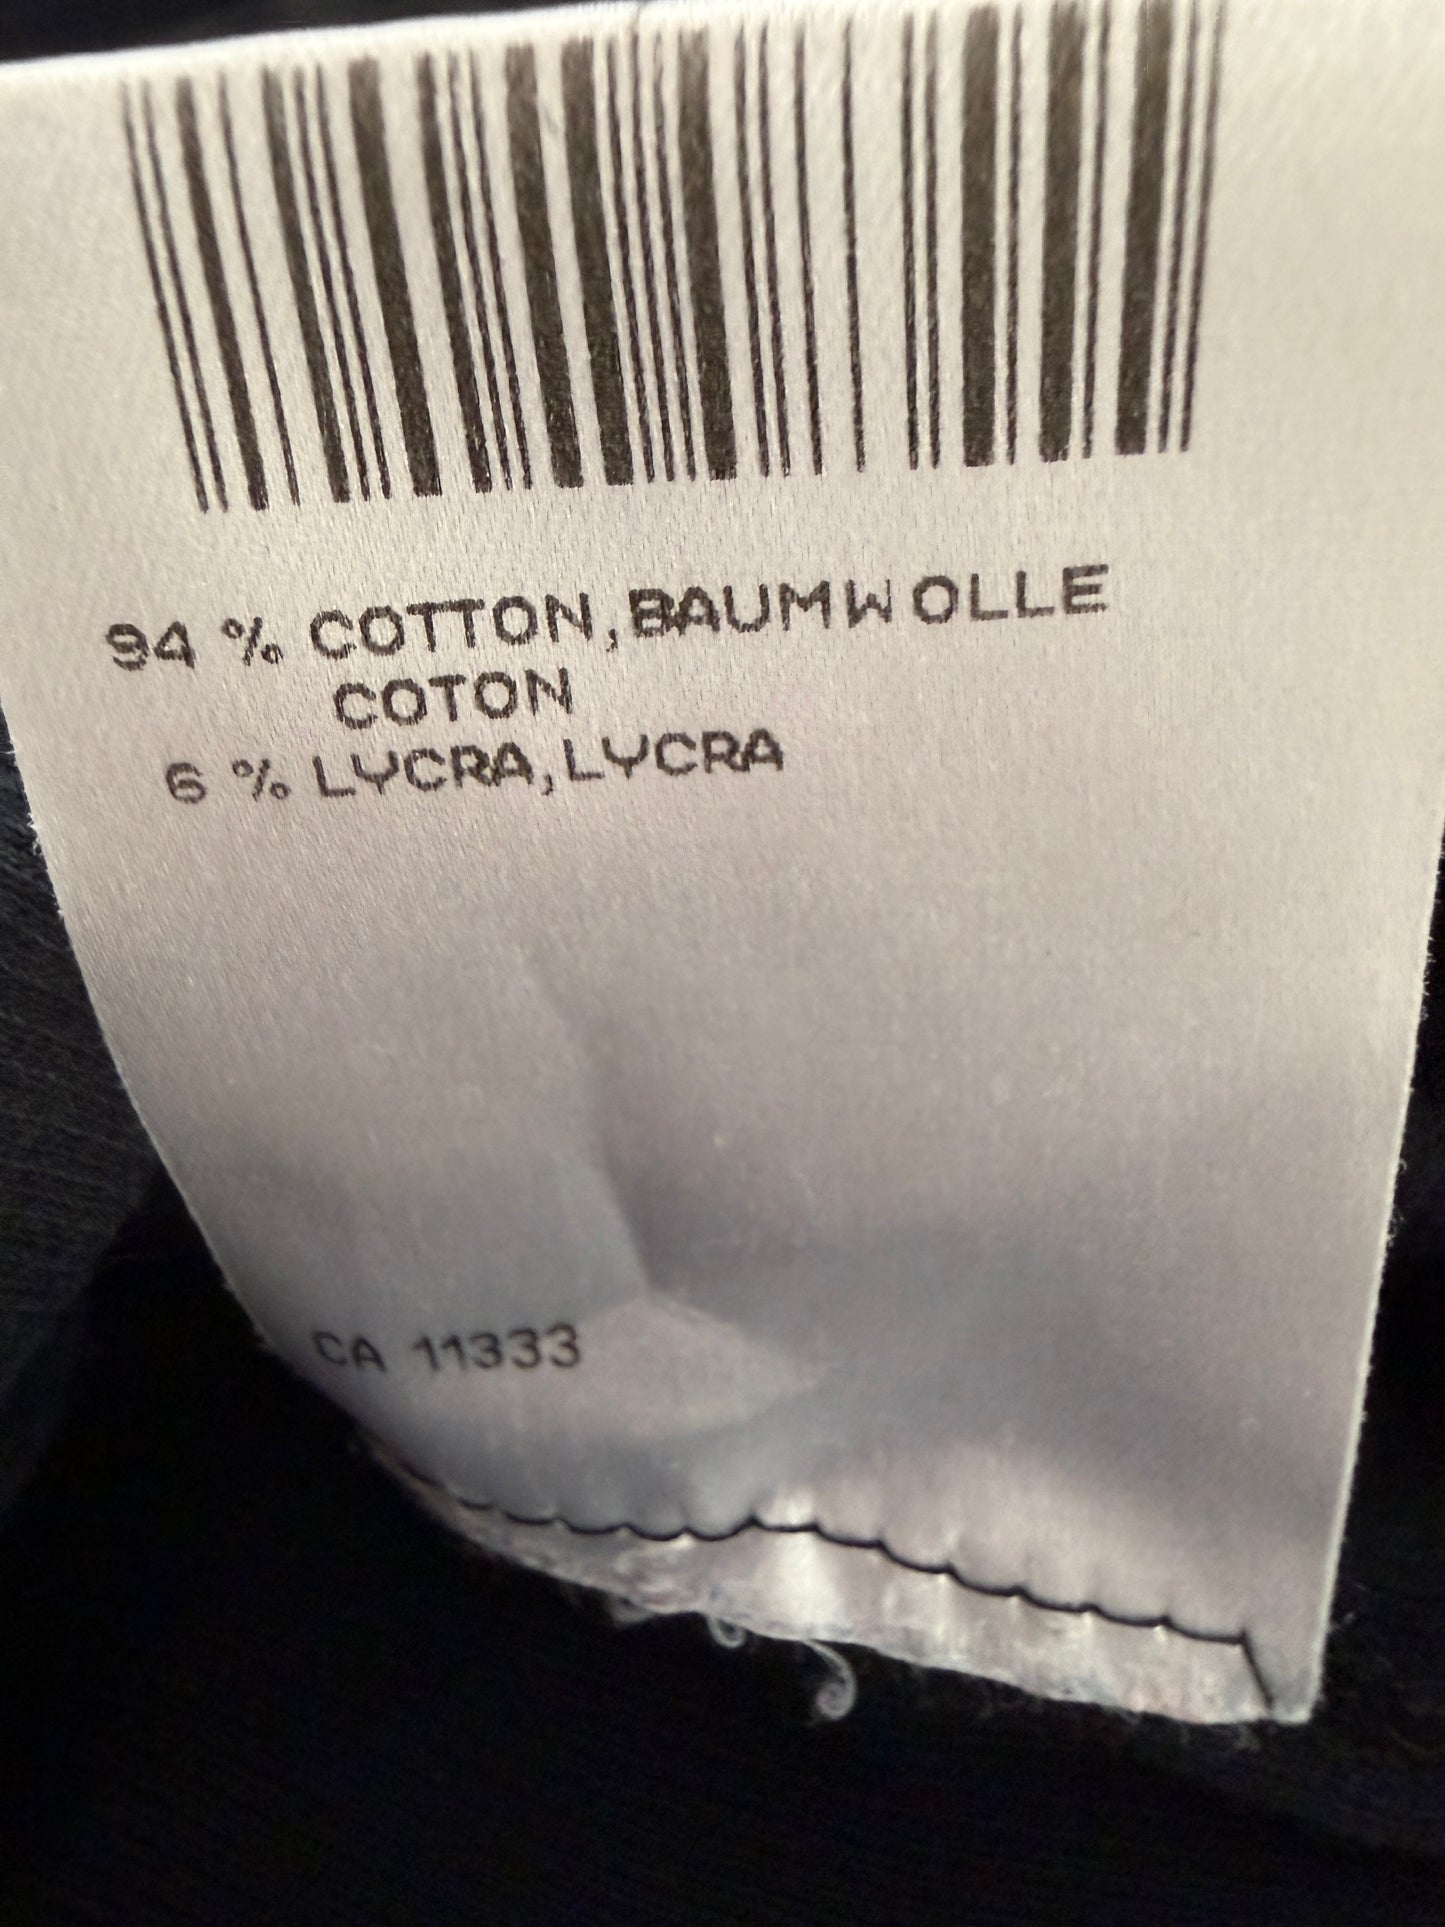 94 % COTTON,BAUMWOLLE
COTON
6 % LYCRA,LYCRA
CA 11333